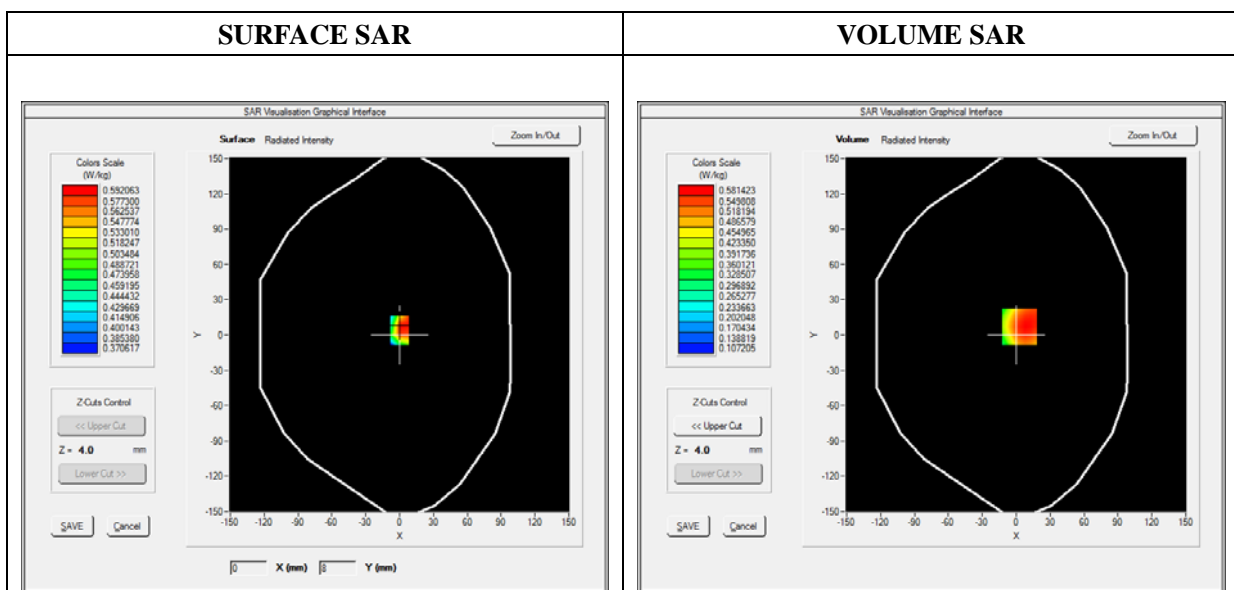 SURFACE SAR
SAR Visualisation Graphical Interface
Surface Radiated Intensity
Zoom In/Out
Colors Scale
(W/kg)
0.592063
0.577300
0.562537
0.547774
0.533010
0.518247
0.503484
0.488721
0.473958
0.459195
0.444432
0.429669
0.414906
0.400143
0.385380
0.370617
Z-Cuts Control
<< Upper Cut
Z = 4.0 mm
Lower Cut >>
SAVE Cancel
150
120
90
60
30
0
-30
-60
-90
-120
-150
Y
-150 -120 -90 -60 -30 0 30 60 90 120 150
X
0 X (mm) 8 Y (mm)
VOLUME SAR
SAR Visualisation Graphical Interface
Volume Radiated Intensity
Zoom In/Out
Colors Scale
(W/kg)
0.581423
0.549808
0.518194
0.486579
0.454965
0.423350
0.391736
0.360121
0.328507
0.296892
0.265277
0.233663
0.202048
0.170434
0.138819
0.107205
Z-Cuts Control
<< Upper Cut
Z = 4.0 mm
Lower Cut >>
SAVE Cancel
150
120
90
60
30
0
-30
-60
-90
-120
-150
Y
-150 -120 -90 -60 -30 0 30 60 90 120 150
X